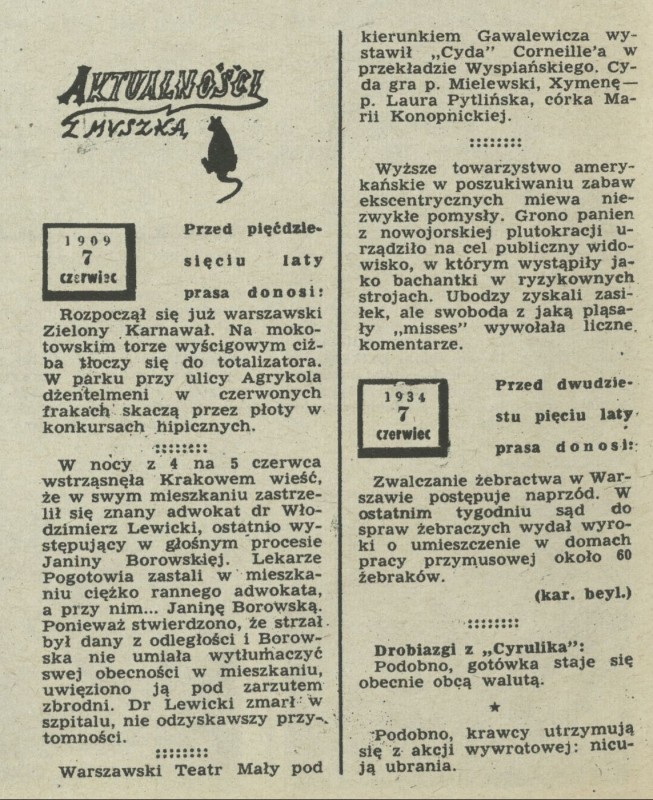 AKTUALNOŚCI
Z MYSZKĄ
1909
7
czerwiec
Przed pięćdzie-
sięciu laty
prasa donosi:
Rozpoczął się już warszawski
Zielony Karnawał. Na moko-
towskim torze wyścigowym ciż-
ba tłoczy się do totalizatora.
W parku przy ulicy Agrykola
dżentelmeni w czerwonych
frakach skaczą przez płoty w
konkursach hipicznych.
W nocy z 4 na 5 czerwca
wstrząsnęła Krakowem wieść,
że w swym mieszkaniu zastrze-
lił się znany adwokat dr Wło-
dzimierz Lewicki, ostatnio wy-
stępujący w głośnym procesie
Janiny Borowskiej. Lekarze
Pogotowia zastali w mieszka-
niu ciężko rannego adwokata,
a przy nim... Janinę Borowską.
Ponieważ stwierdzono, że strzał
był dany z odległości i Borow-
ska nie umiała wytłumaczyć
swej obecności w mieszkaniu,
uwięziono ją pod zarzutem
zbrodni. Dr Lewicki zmarł w
szpitalu, nie odzyskawszy przy-
tomności.
Warszawski Teatr Mały pod
kierunkiem Gawalewicza wy-
stawił „Cyda” Corneille'a w
przekładzie Wyspiańskiego. Cy-
da gra p. Mielewski, Xymenę—
p. Laura Pytlińska, córka Ma-
rii Konopnickiej.
Wyższe towarzystwo amery-
kańskie w poszukiwaniu zabaw
ekscentrycznych miewa nie-
zwykłe pomysły. Grono panien
z nowojorskiej plutokracji u-
rządziło na cel publiczny wido-
wisko, w którym wystąpiły ja-
ko bachantki w ryzykownych
strojach. Ubodzy zyskali zasi-
łek, ale swoboda z jaką pląsa-
ły „misses” wywołała liczne
komentarze.
1934
7
czerwiec
Przed dwudzie-
stu pięciu laty
prasa donosi:
Zwalczanie żebractwa w War-
szawie postępuje naprzód. W
ostatnim tygodniu sąd do
spraw żebraczych wydał wyro-
ki o umieszczenie w domach
pracy przymusowej około 60
żebraków.
(kar. beyl.)
Drobiazgi z „Cyrulika”:
Podobno, gotówka staje się
obecnie obcą walutą.
★
Podobno, krawcy utrzymują
się z akcji wywrotowej: nicu-
ją ubrania.